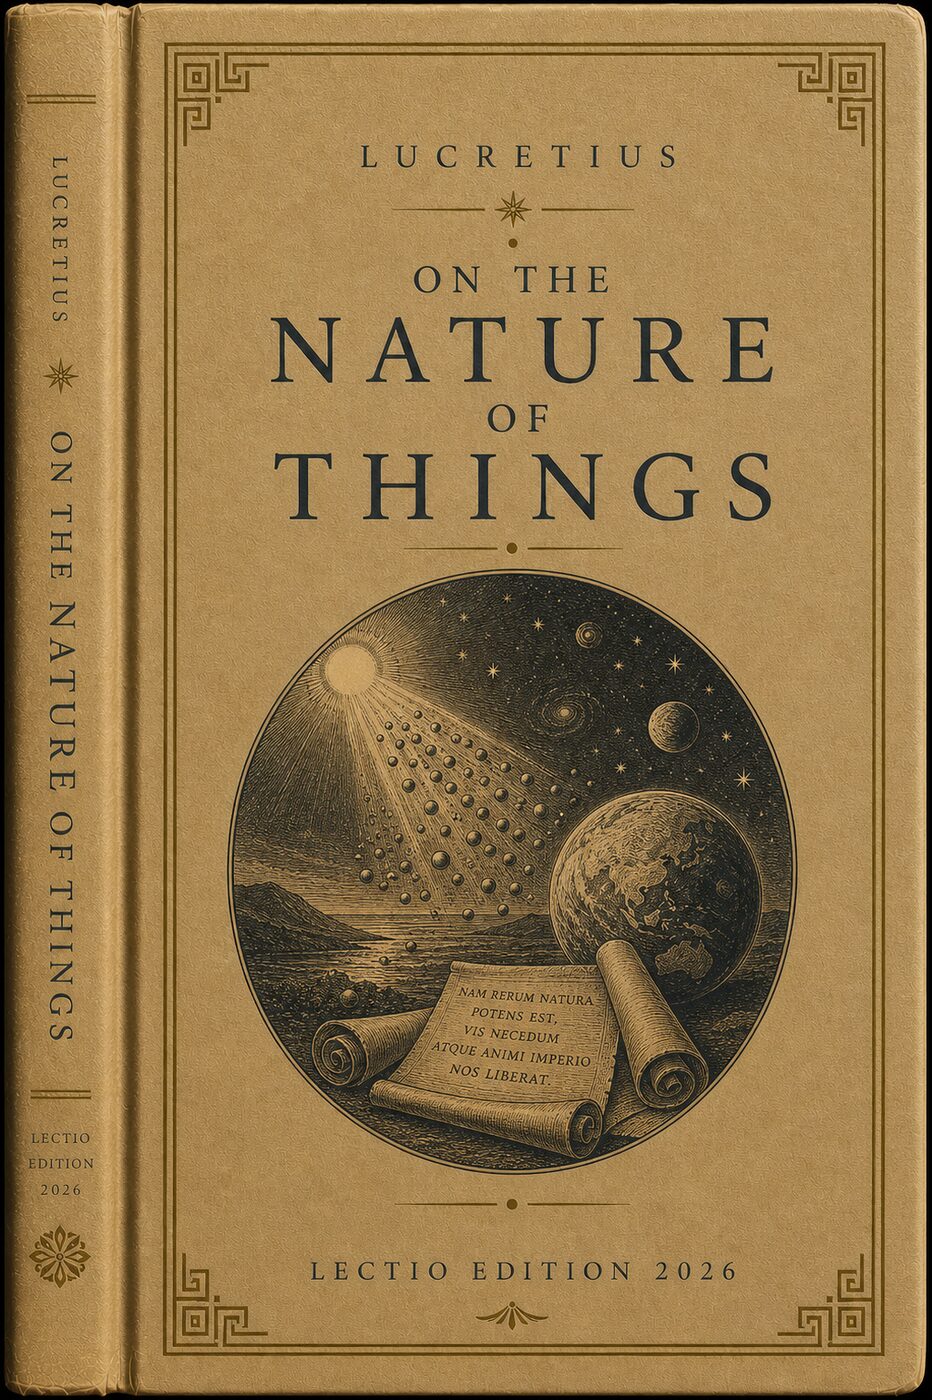 LUCRETIUS
ON THE NATURE OF THINGS
LECTIO
EDITION
2026
LUCRETIUS
ON THE
NATURE
OF
THINGS
NAM RERUM NATURA
POTENS EST,
VIS NECEDUM
ATQUE ANIMI IMPERIO
NOS LIBERAT.
LECTIO EDITION 2026